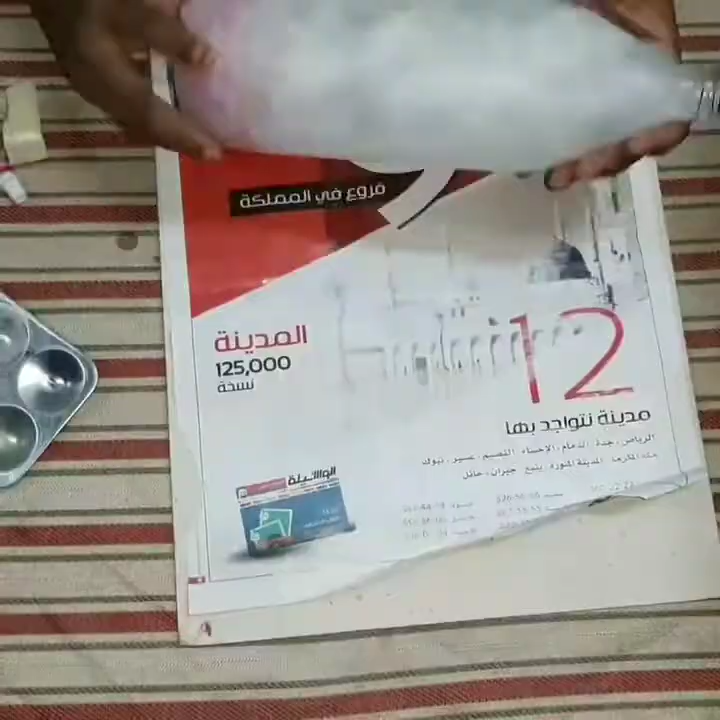 فروع في المملكة
المدينة
125,000
نسخة
12
مدينة نتواجد بها
الرياض، جدة، الدمام، الاحساء، القصيم، عسير، تبوك
مكة المكرمة، المدينة المنورة، ينبع، جيزان، حائل
الوسيلة